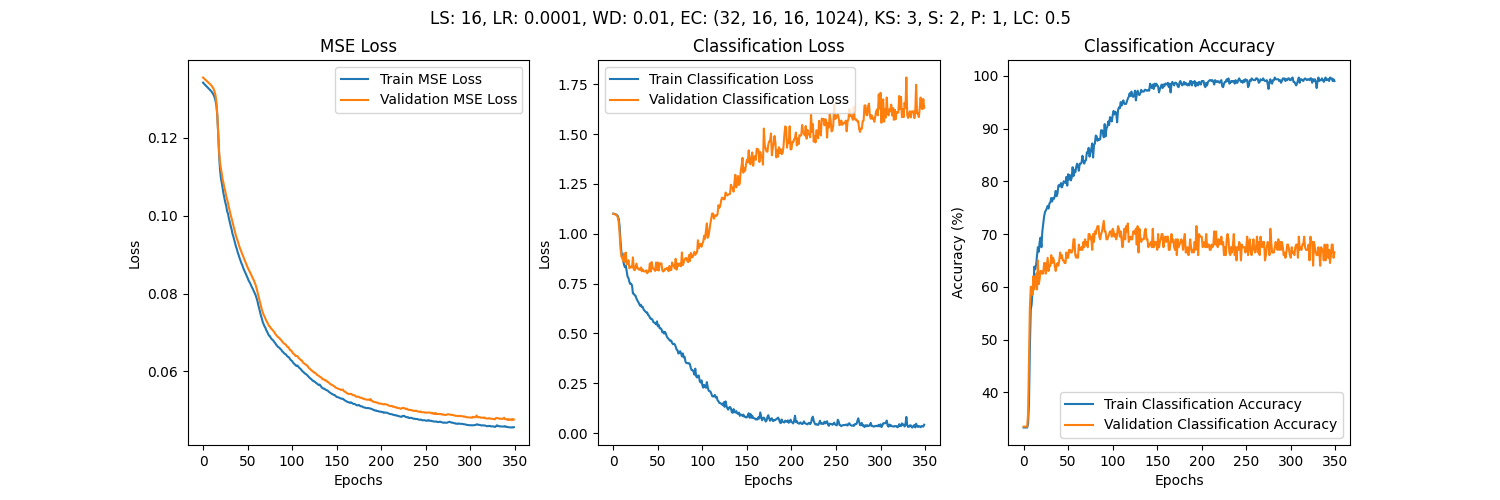 LS: 16, LR: 0.0001, WD: 0.01, EC: (32, 16, 16, 1024), KS: 3, S: 2, P: 1, LC: 0.5
MSE Loss
Train MSE Loss
Validation MSE Loss
Loss
0.12
0.10
0.08
0.06
0 50 100 150 200 250 300 350
Epochs
Classification Loss
Train Classification Loss
Validation Classification Loss
Loss
1.75
1.50
1.25
1.00
0.75
0.50
0.25
0.00
0 50 100 150 200 250 300 350
Epochs
Classification Accuracy
Accuracy (%)
100
90
80
70
60
50
40
Train Classification Accuracy
Validation Classification Accuracy
0 50 100 150 200 250 300 350
Epochs